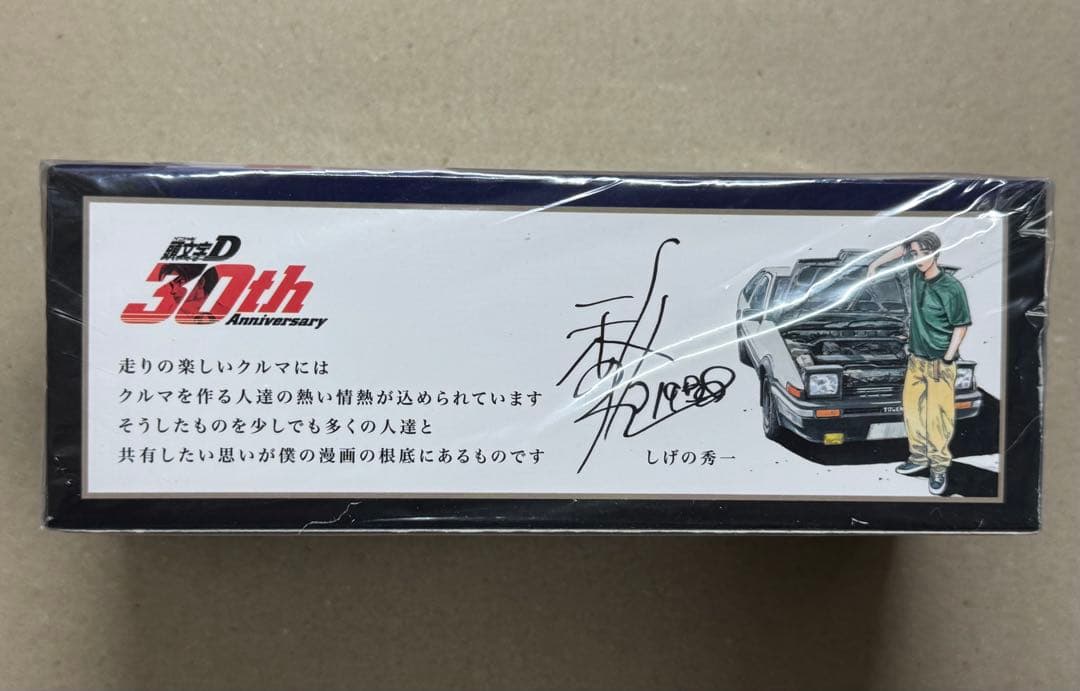 頭文字D
30th
Anniversary
走りの楽しいクルマには
クルマを作る人達の熱い情熱が込められています
そうしたものを少しでも多くの人達と
共有したい思いが僕の漫画の根底にあるものです
しげの秀一